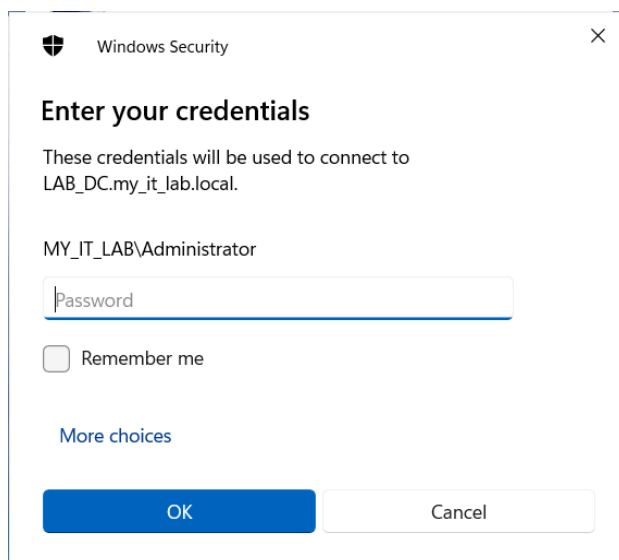 Windows Security
Enter your credentials
These credentials will be used to connect to
LAB_DC.my_it_lab.local.
MY_IT_LAB\Administrator
Password
Remember me
More choices
OK
Cancel